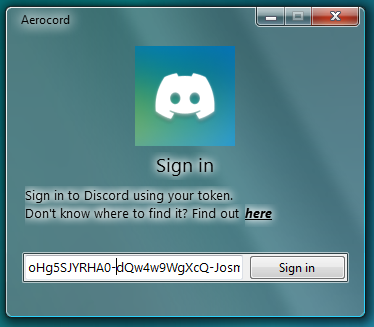 Aerocord
Sign in
Sign in to Discord using your token.
Don't know where to find it? Find out here
oHg5SJYRHA0-dQw4w9WgXcQ-Josm Sign in